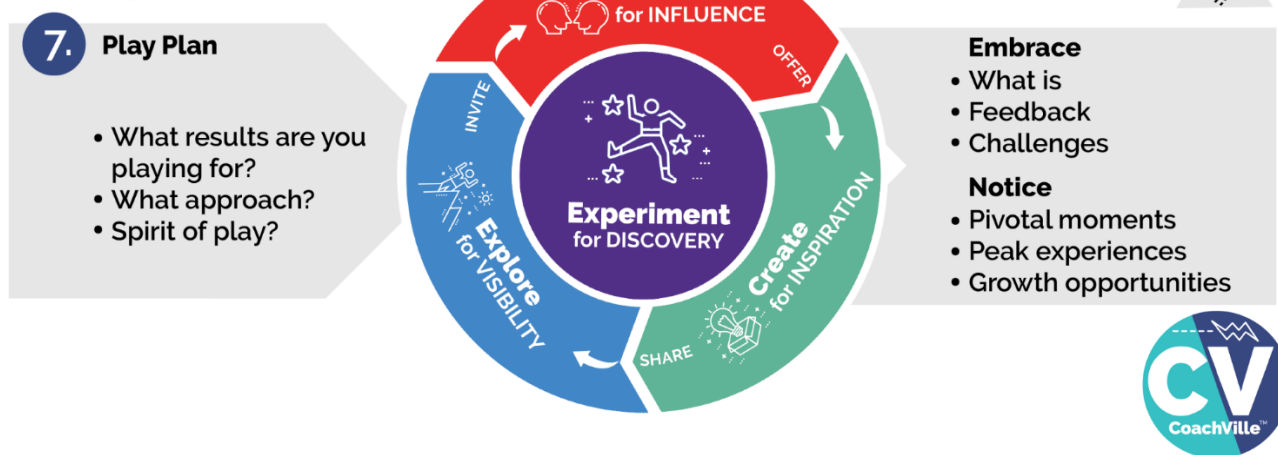 7.
Play Plan
• What results are you
playing for?
• What approach?
• Spirit of play?
for INFLUENCE
OFFER
INVITE
Experiment
for DISCOVERY
Explore
for VISIBILITY
Create
for INSPIRATION
SHARE
Embrace
• What is
• Feedback
• Challenges
Notice
• Pivotal moments
• Peak experiences
• Growth opportunities
CV
CoachVille™